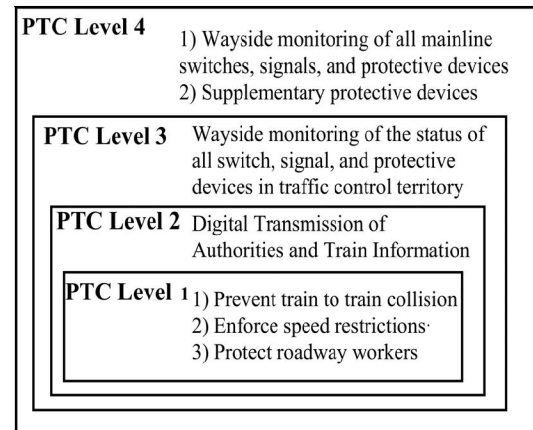 PTC Level 4
1) Wayside monitoring of all mainline
switches, signals, and protective devices
2) Supplementary protective devices
PTC Level 3 Wayside monitoring of the status of
all switch, signal, and protective
devices in traffic control territory
PTC Level 2 Digital Transmission of
Authorities and Train Information
PTC Level 1 1) Prevent train to train collision
2) Enforce speed restrictions
3) Protect roadway workers